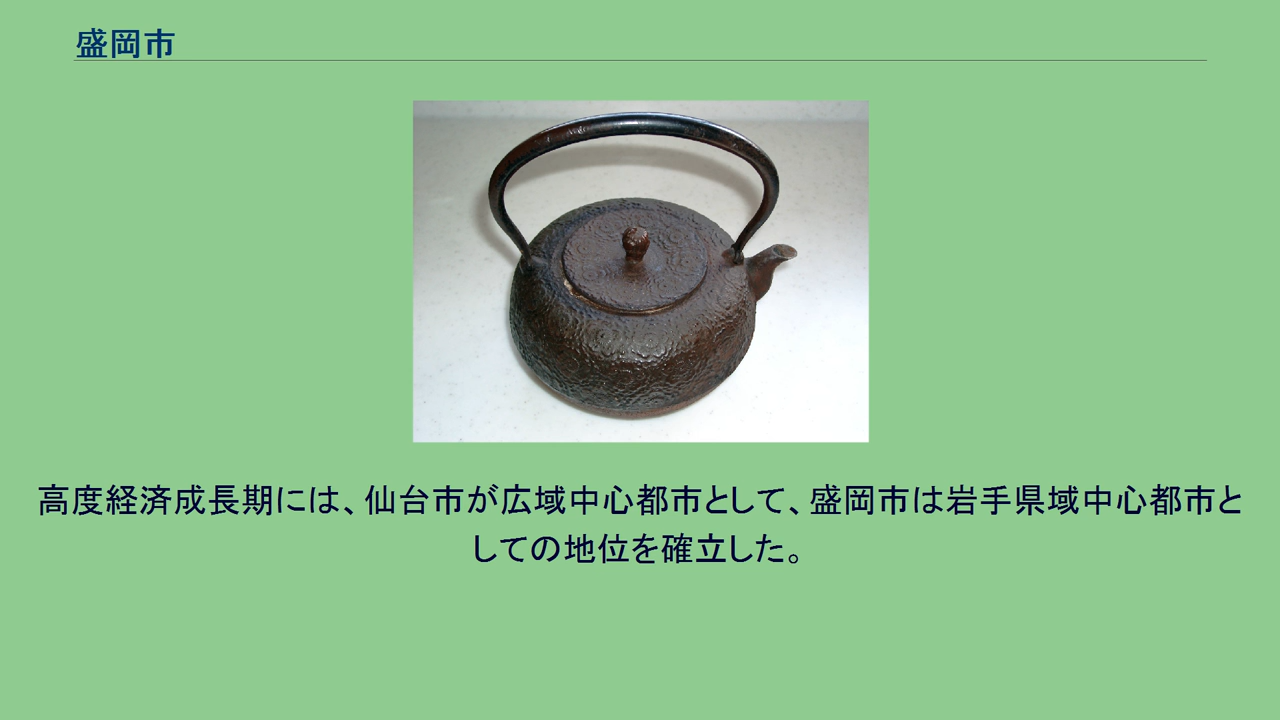 盛岡市
高度経済成長期には、仙台市が広域中心都市として、盛岡市は岩手県域中心都市と
しての地位を確立した。